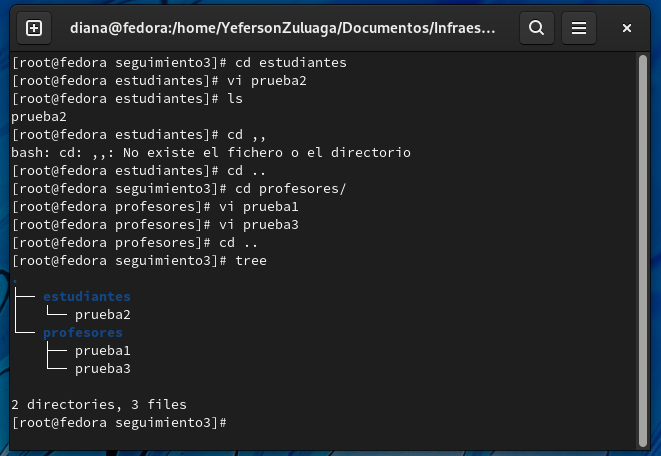 diana@fedora:/home/YefersonZuluaga/Documentos/Infraes...
[root@fedora seguimiento3]# cd estudiantes
[root@fedora estudiantes]# vi prueba2
[root@fedora estudiantes]# ls
prueba2
[root@fedora estudiantes]# cd ,,
bash: cd: ,,: No existe el fichero o el directorio
[root@fedora estudiantes]# cd ..
[root@fedora seguimiento3]# cd profesores/
[root@fedora profesores]# vi prueba1
[root@fedora profesores]# vi prueba3
[root@fedora profesores]# cd ..
[root@fedora seguimiento3]# tree
.
├── estudiantes
│   └── prueba2
└── profesores
    ├── prueba1
    └── prueba3
2 directories, 3 files
[root@fedora seguimiento3]#